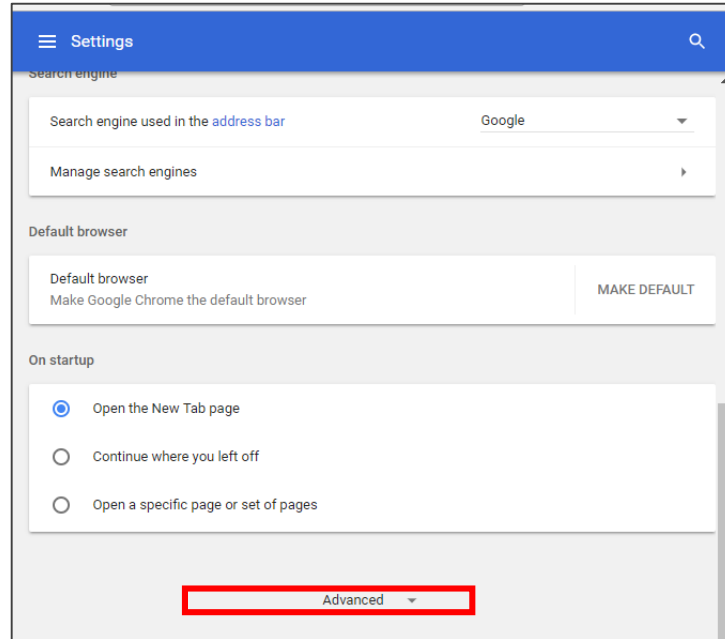 Settings
Search engine
Search engine used in the address bar Google
Manage search engines
Default browser
Default browser
Make Google Chrome the default browser
MAKE DEFAULT
On startup
Open the New Tab page
Continue where you left off
Open a specific page or set of pages
Advanced